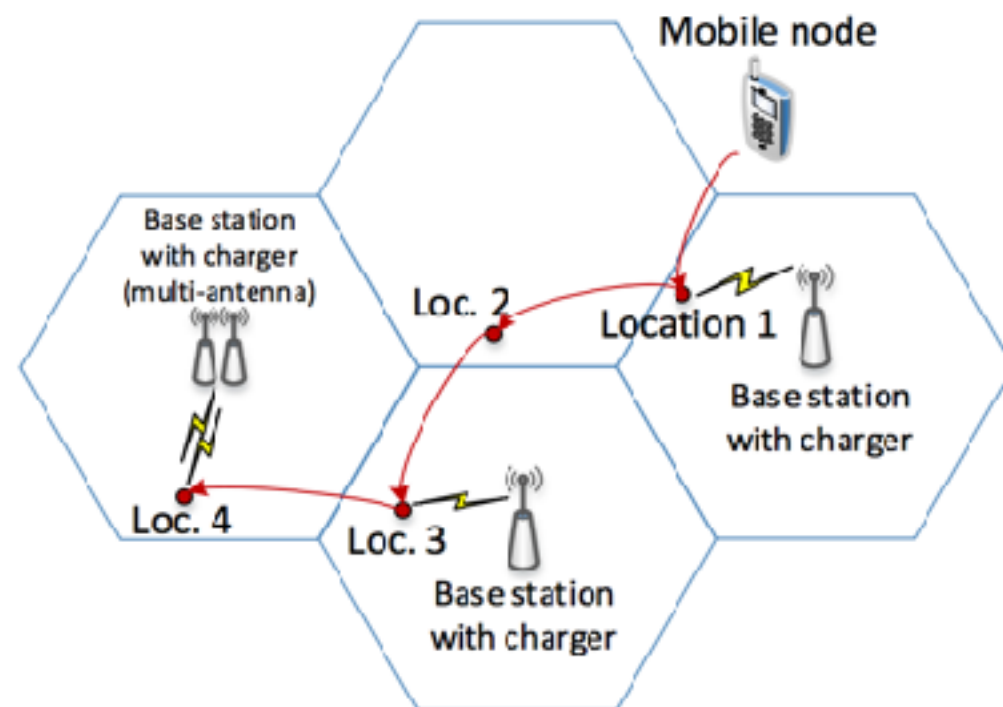 Mobile node
Base station
with charger
(multi-antenna)
Loc. 2
Location 1
Base station
with charger
Loc. 4
Loc. 3
Base station
with charger